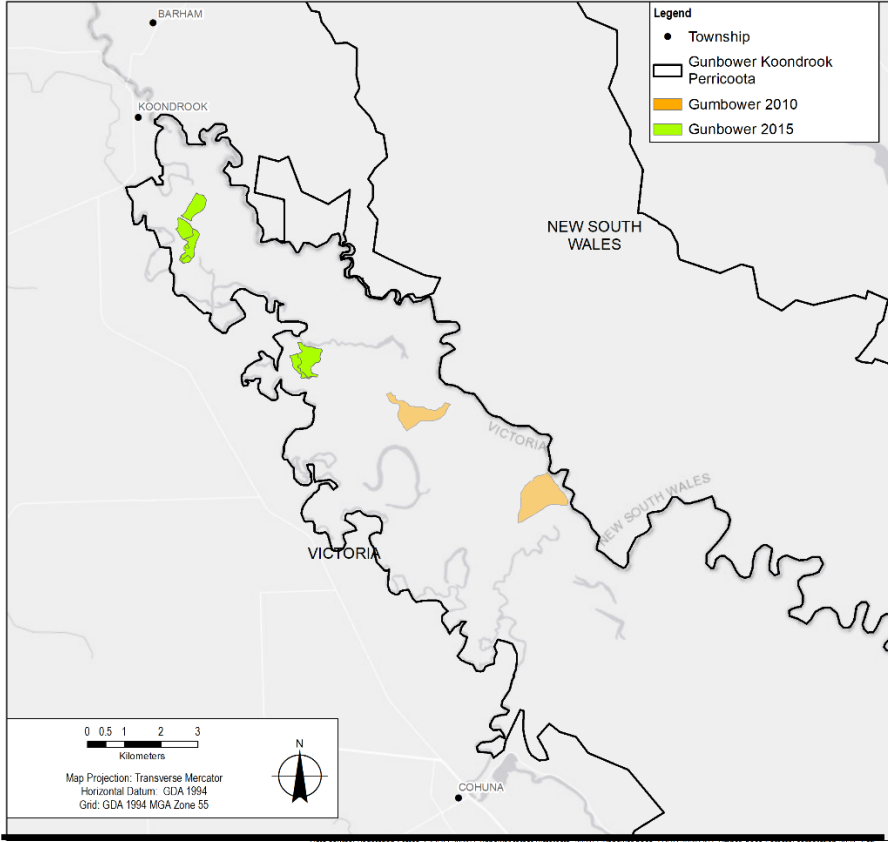 BARHAM
KOONDROOK
Legend
Township
Gunbower Koondrook
Perricoota
Gumbower 2010
Gunbower 2015
NEW SOUTH
WALES
VICTORIA
NEW SOUTH WALES
VICTORIA
0 0.5 1 2 3
Kilometers
N
Map Projection: Transverse Mercator
Horizontal Datum: GDA 1994
Grid: GDA 1994 MGA Zone 55
COHUNA